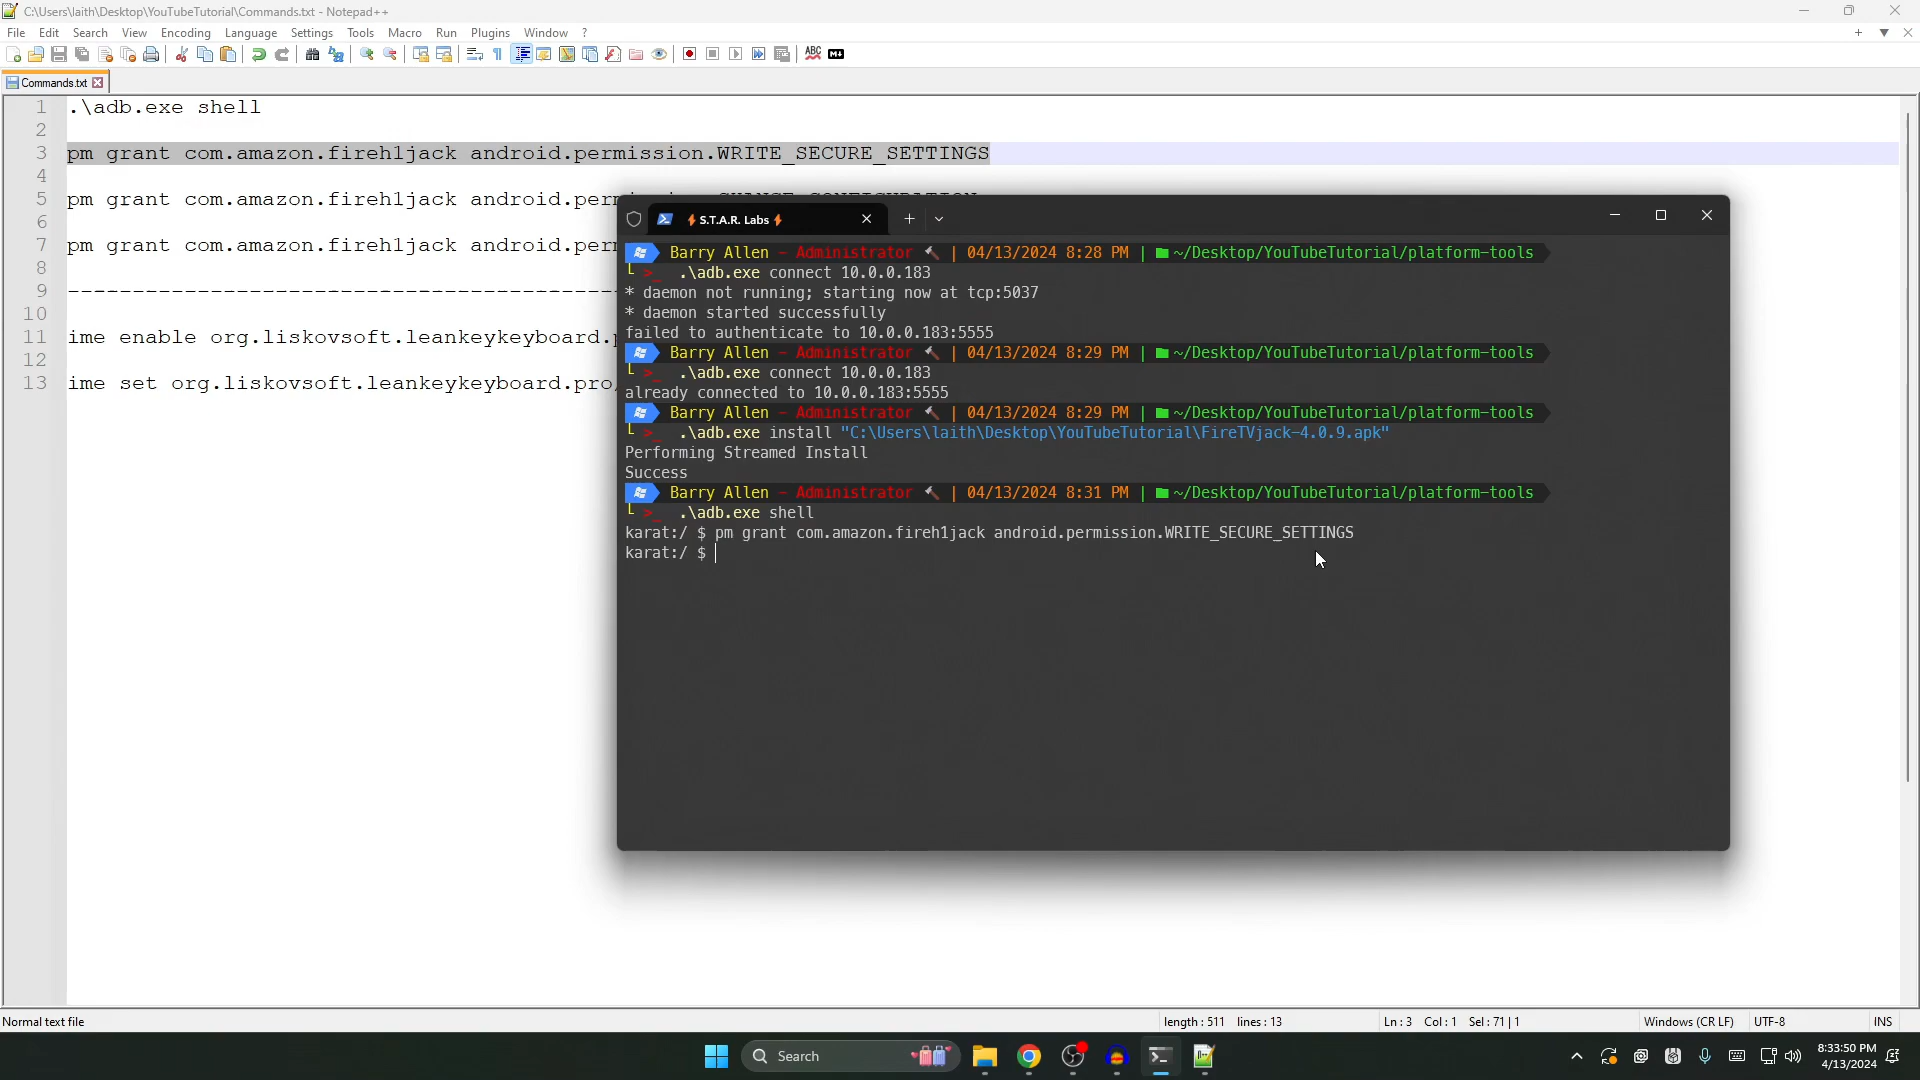 C:\Users\laith\Desktop\YouTubeTutorial\Commands.txt - Notepad++
File Edit Search View Encoding Language Settings Tools Macro Run Plugins Window ?
Commands.txt
1 .\adb.exe shell
2
3 pm grant com.amazon.fireh1jack android.permission.WRITE_SECURE_SETTINGS
4
5 pm grant com.amazon.fireh1jack android.permission.CHANGE_CONFIGURATION
6
7 pm grant com.amazon.fireh1jack android.per
8
9 ------------------------------------------
10
11 ime enable org.liskovsoft.leankeykeyboard.
12
13 ime set org.liskovsoft.leankeykeyboard.pro
S.T.A.R. Labs
Barry Allen - Administrator | 04/13/2024 8:28 PM | ~/Desktop/YouTubeTutorial/platform-tools
>_ .\adb.exe connect 10.0.0.183
* daemon not running; starting now at tcp:5037
* daemon started successfully
failed to authenticate to 10.0.0.183:5555
Barry Allen - Administrator | 04/13/2024 8:29 PM | ~/Desktop/YouTubeTutorial/platform-tools
>_ .\adb.exe connect 10.0.0.183
already connected to 10.0.0.183:5555
Barry Allen - Administrator | 04/13/2024 8:29 PM | ~/Desktop/YouTubeTutorial/platform-tools
>_ .\adb.exe install "C:\Users\laith\Desktop\YouTubeTutorial\FireTVjack-4.0.9.apk"
Performing Streamed Install
Success
Barry Allen - Administrator | 04/13/2024 8:31 PM | ~/Desktop/YouTubeTutorial/platform-tools
>_ .\adb.exe shell
karat:/ $ pm grant com.amazon.fireh1jack android.permission.WRITE_SECURE_SETTINGS
karat:/ $
Normal text file length : 511 lines : 13 Ln : 3 Col : 1 Sel : 71 | 1 Windows (CR LF) UTF-8 INS
Search
8:33:50 PM
4/13/2024